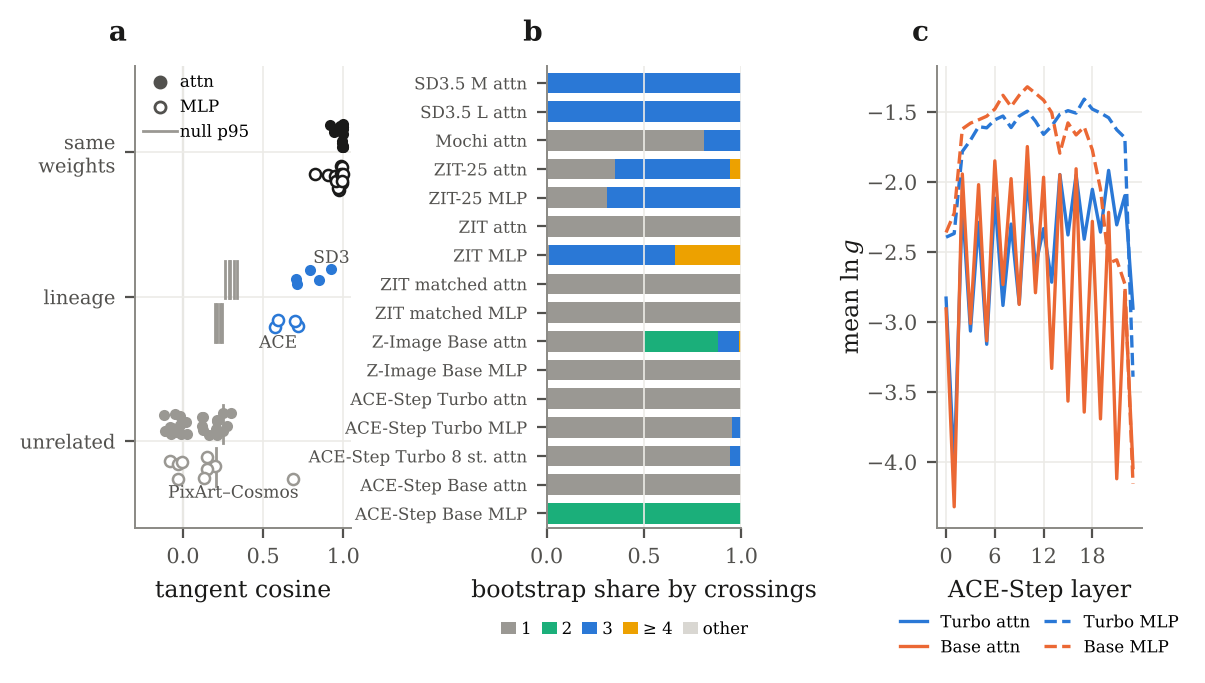 a
b
c
attn
MLP
null p95
same
weights
lineage
unrelated
SD3
ACE
PixArt–Cosmos
0.0
0.5
1.0
tangent cosine
SD3.5 M attn
SD3.5 L attn
Mochi attn
ZIT-25 attn
ZIT-25 MLP
ZIT attn
ZIT MLP
ZIT matched attn
ZIT matched MLP
Z-Image Base attn
Z-Image Base MLP
ACE-Step Turbo attn
ACE-Step Turbo MLP
ACE-Step Turbo 8 st. attn
ACE-Step Base attn
ACE-Step Base MLP
0.0
0.5
1.0
bootstrap share by crossings
1
2
3
≥ 4
other
mean ln g
−1.5
−2.0
−2.5
−3.0
−3.5
−4.0
0
6
12
18
ACE-Step layer
Turbo attn
Turbo MLP
Base attn
Base MLP